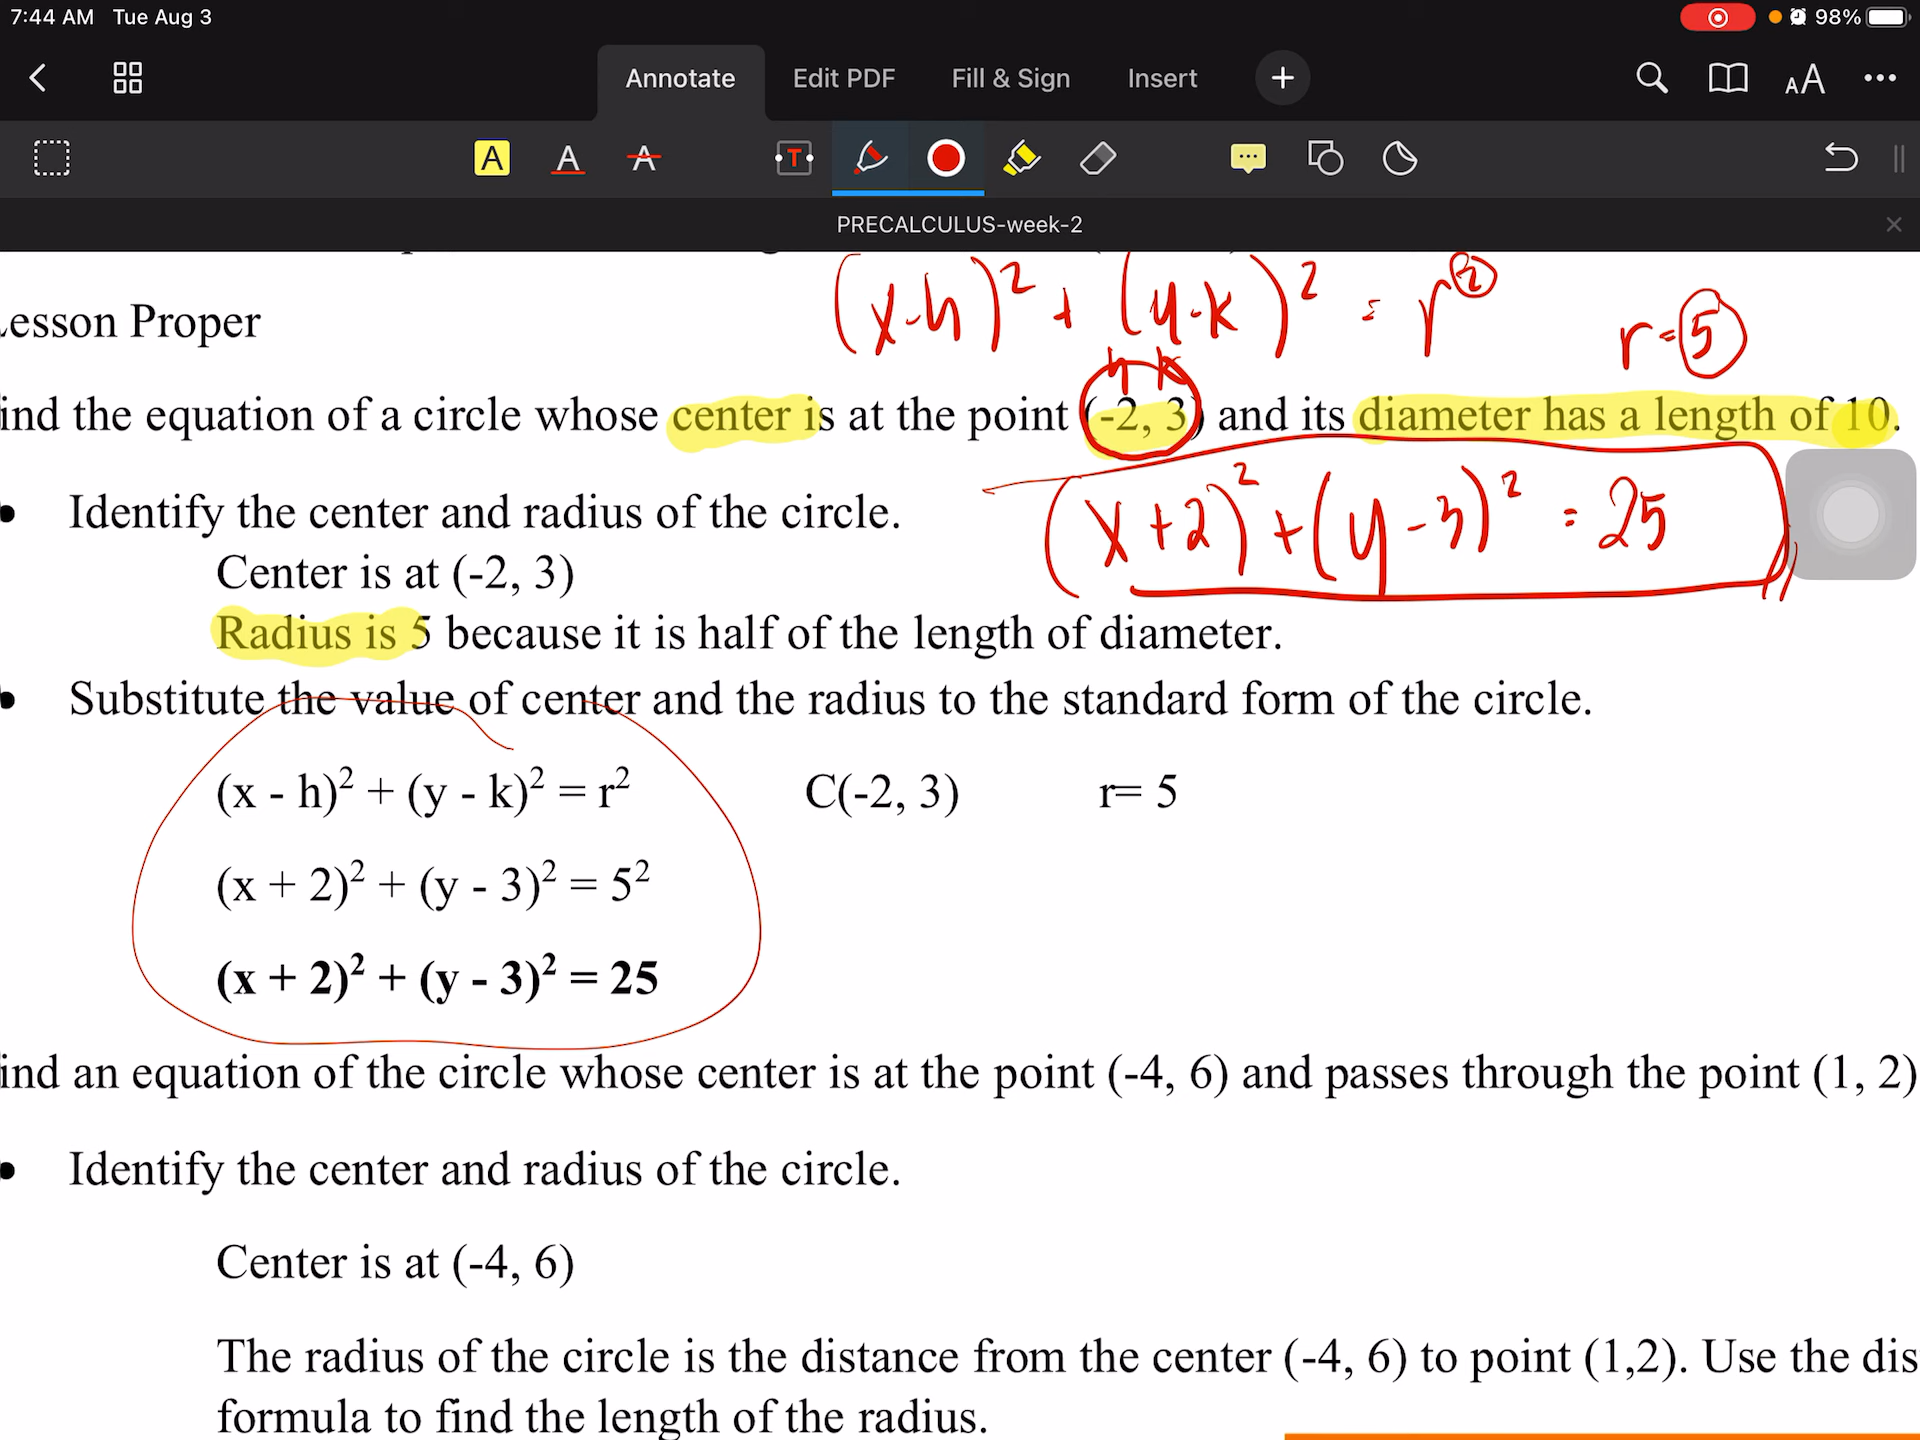 7:44 AM Tue Aug 3 98%
Annotate Edit PDF Fill & Sign Insert
PRECALCULUS-week-2
(x-h)² + (y-k)² = r²
r=5
Lesson Proper
h k
ind the equation of a circle whose center is at the point (-2, 3) and its diameter has a length of 10.
(x+2)² + (y-3)² = 25
• Identify the center and radius of the circle.
Center is at (-2, 3)
Radius is 5 because it is half of the length of diameter.
• Substitute the value of center and the radius to the standard form of the circle.
(x - h)² + (y - k)² = r² C(-2, 3) r= 5
(x + 2)² + (y - 3)² = 5²
(x + 2)² + (y - 3)² = 25
ind an equation of the circle whose center is at the point (-4, 6) and passes through the point (1, 2)
• Identify the center and radius of the circle.
Center is at (-4, 6)
The radius of the circle is the distance from the center (-4, 6) to point (1,2). Use the dis
formula to find the length of the radius.